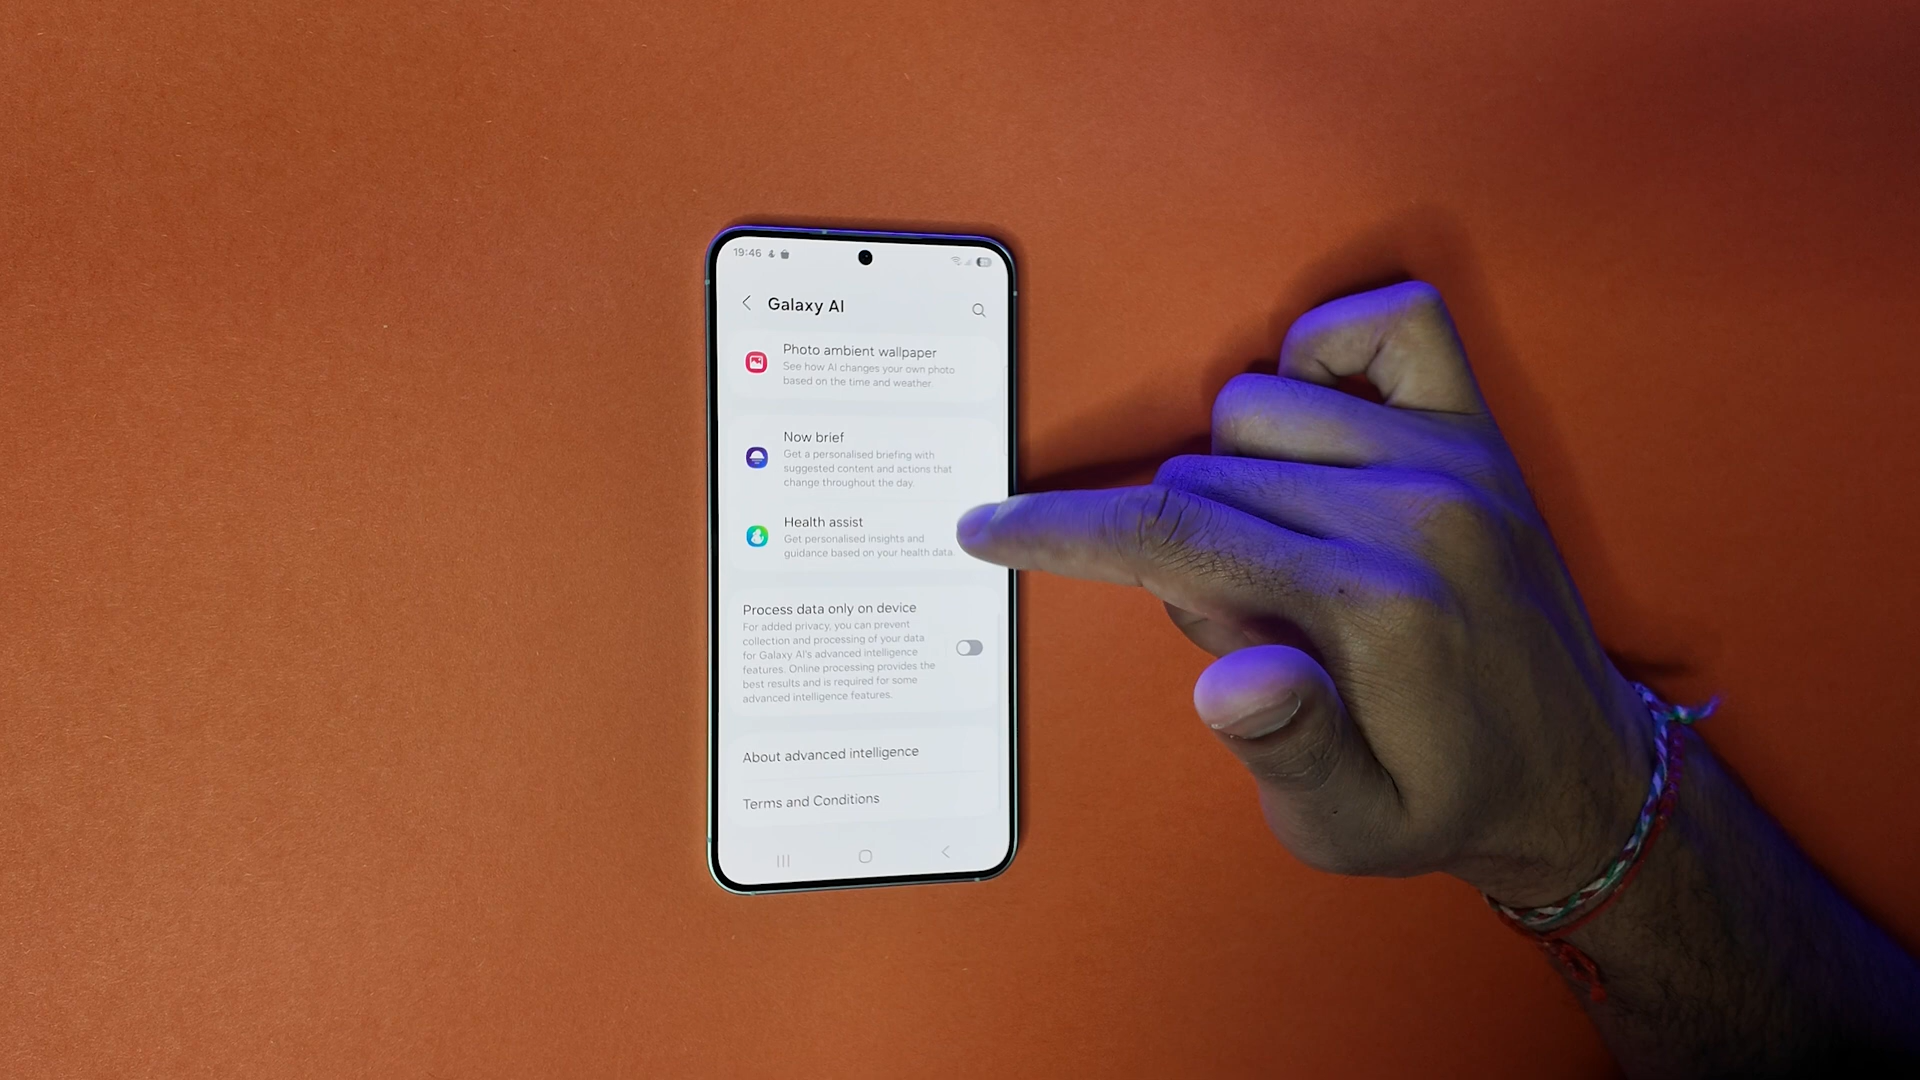 19:46
Galaxy AI
Photo ambient wallpaper
See how AI changes your own photo
based on the time and weather.
Now brief
Get a personalised briefing with
suggested content and actions that
change throughout the day.
Health assist
Get personalised insights and
guidance based on your health data.
Process data only on device
For added privacy, you can prevent
collection and processing of your data
for Galaxy AI's advanced intelligence
features. Online processing provides the
best results and is required for some
advanced intelligence features.
About advanced intelligence
Terms and Conditions